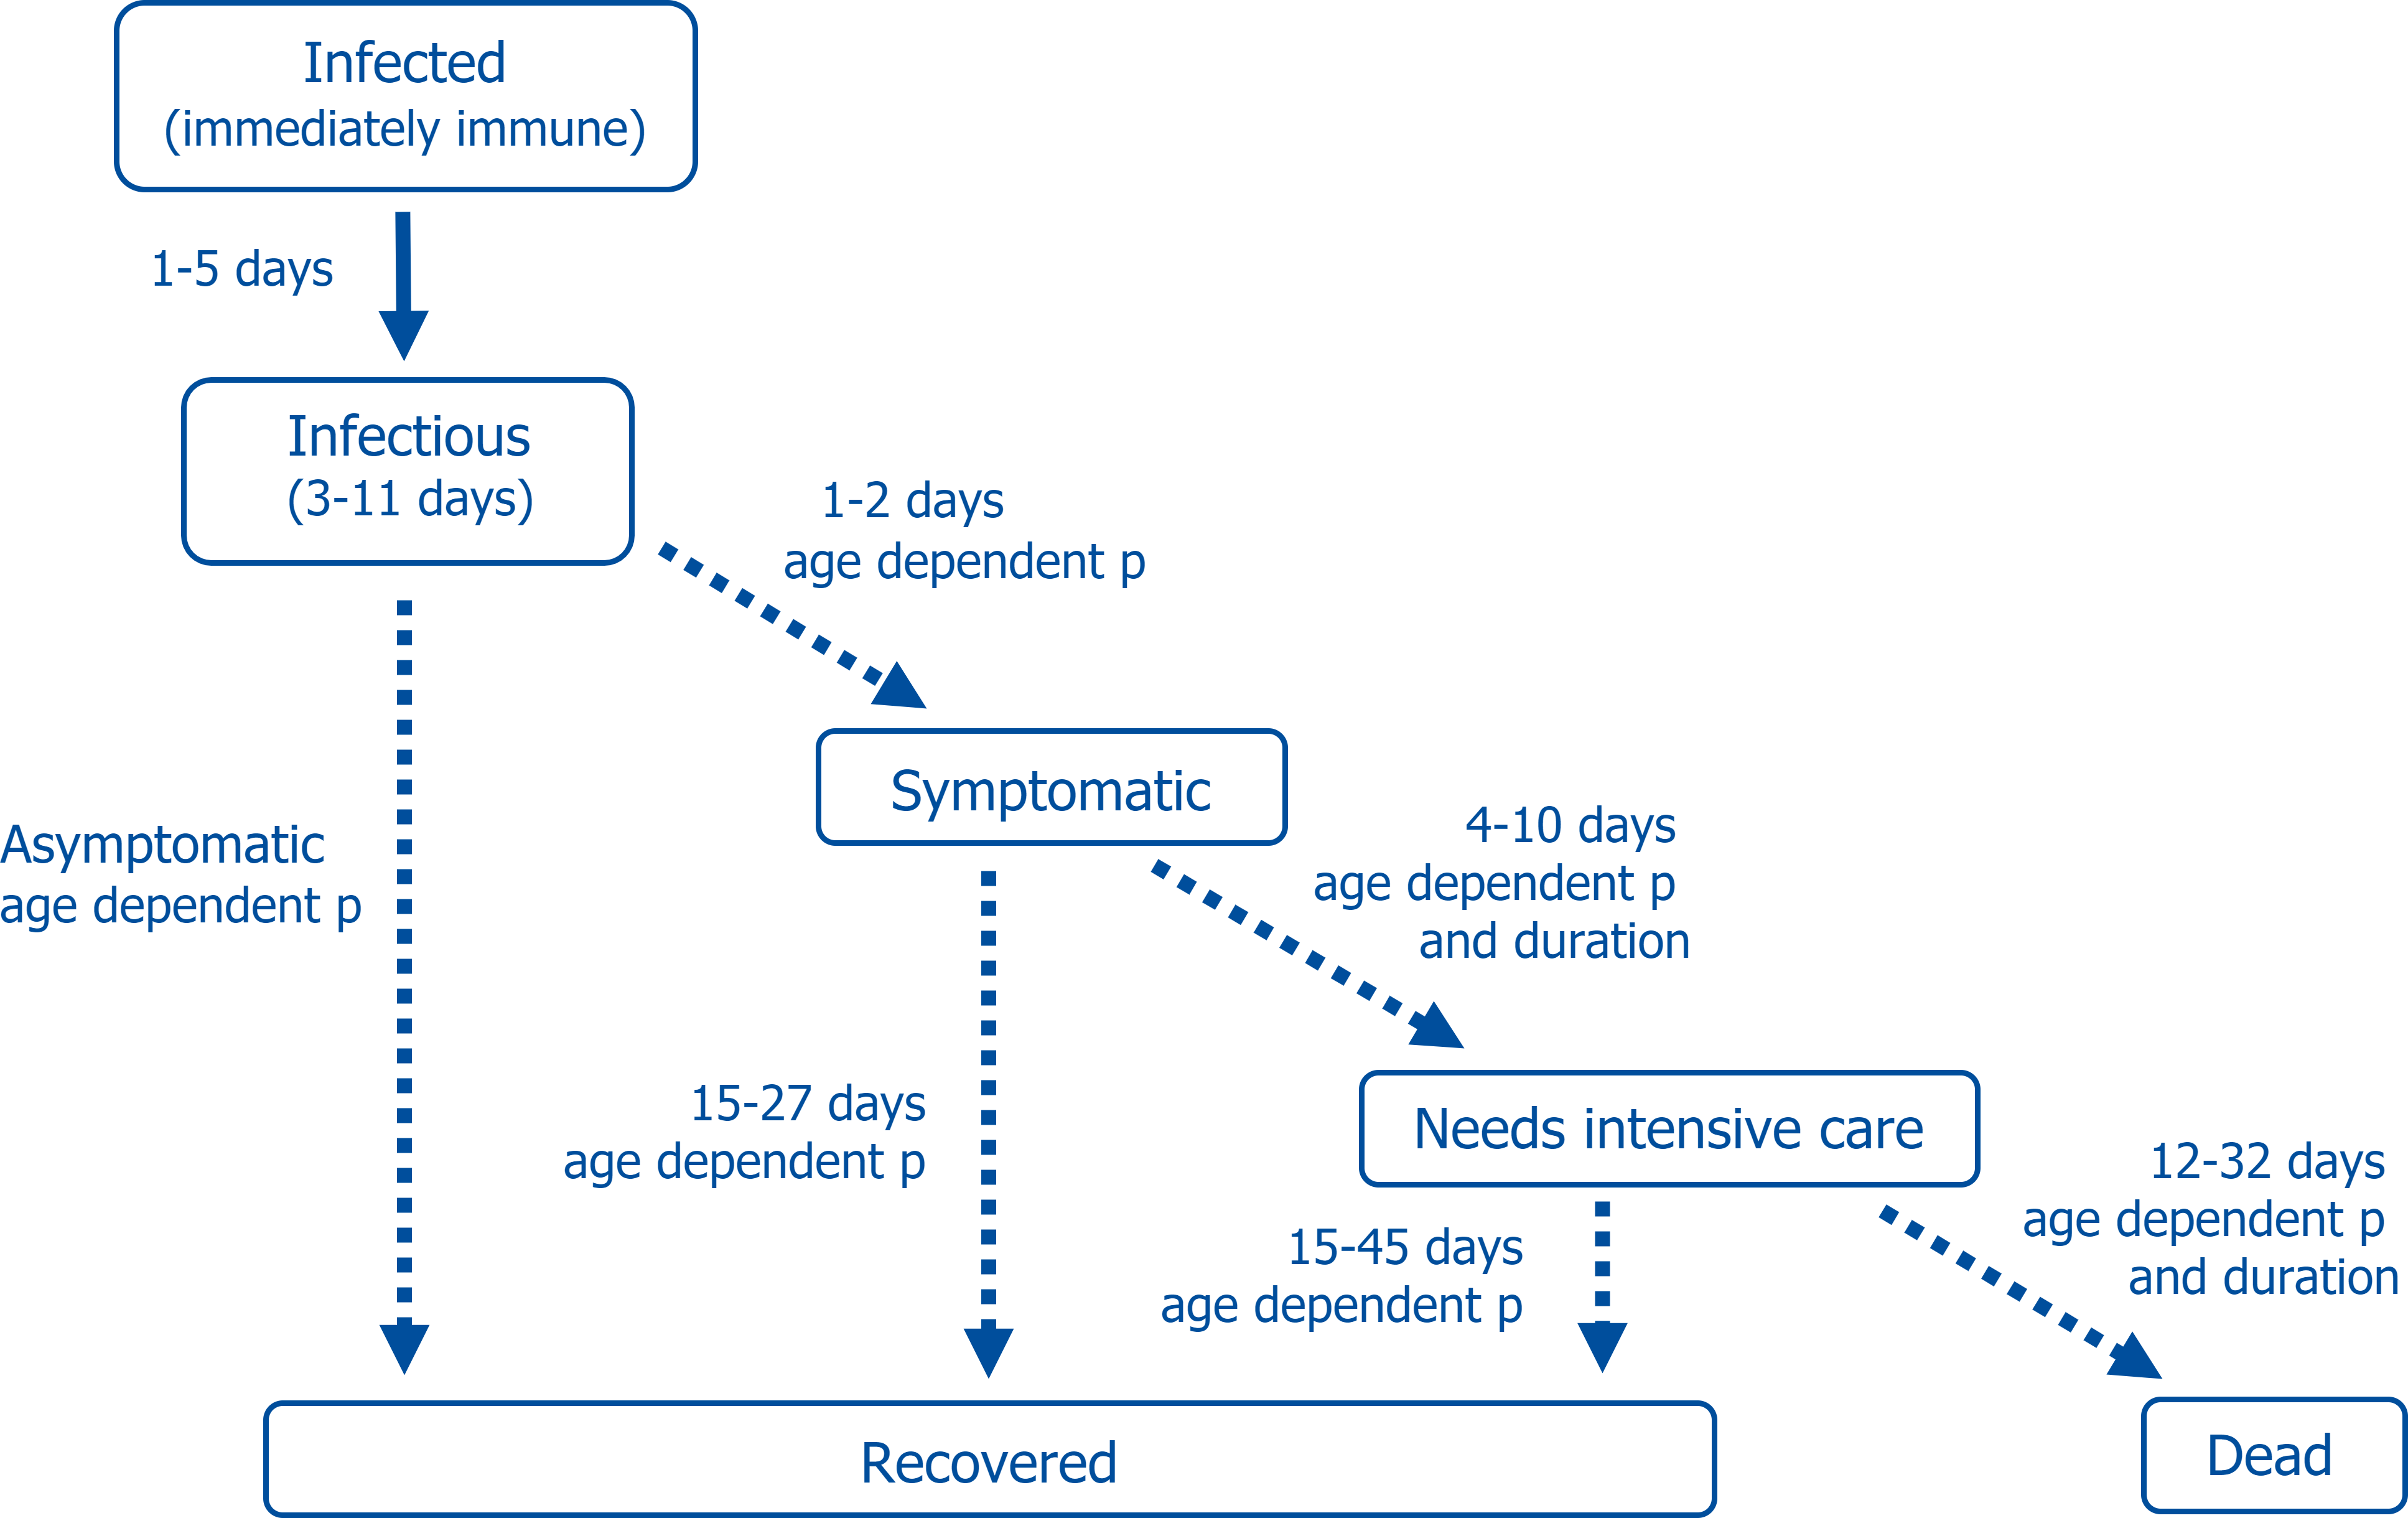 Infected
(immediately immune)
1-5 days
Infectious
(3-11 days)
1-2 days
age dependent p
Symptomatic
4-10 days
age dependent p
and duration
Asymptomatic
age dependent p
15-27 days
age dependent p
Needs intensive care
12-32 days
age dependent p
and duration
15-45 days
age dependent p
Recovered
Dead